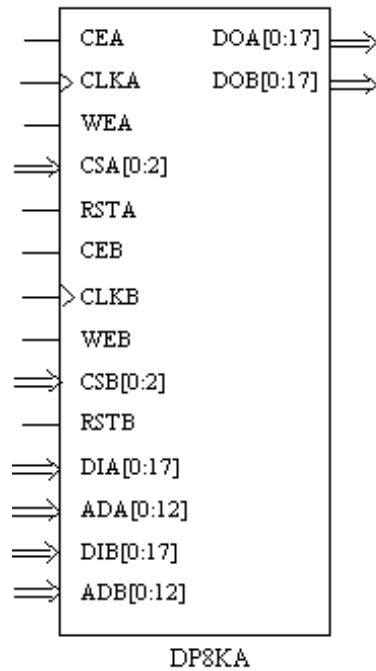 CEA DOA[0:17]
CLKA DOB[0:17]
WEA
CSA[0:2]
RSTA
CEB
CLKB
WEB
CSB[0:2]
RSTB
DIA[0:17]
ADA[0:12]
DIB[0:17]
ADB[0:12]
DP8KA